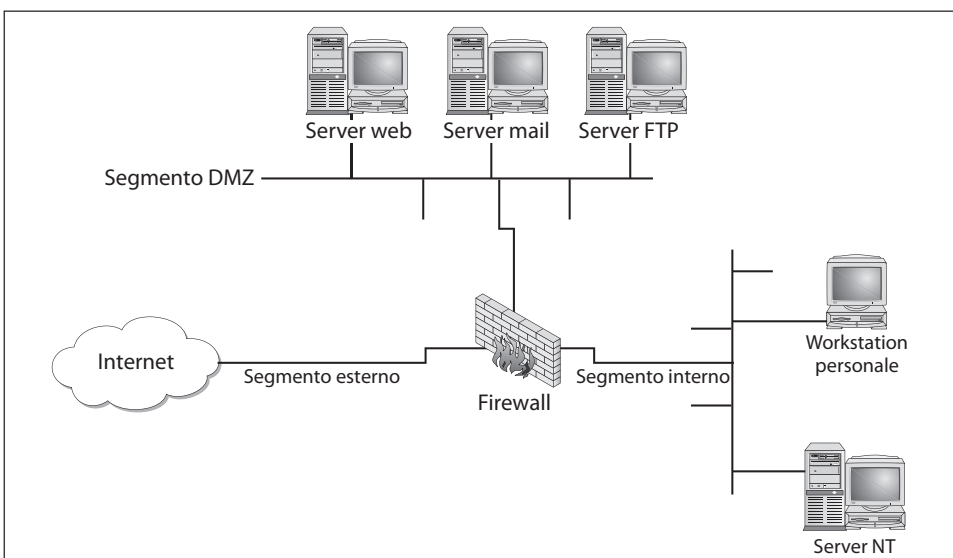 Server web
Server mail
Server FTP
Segmento DMZ
Internet
Segmento esterno
Firewall
Segmento interno
Workstation
personale
Server NT